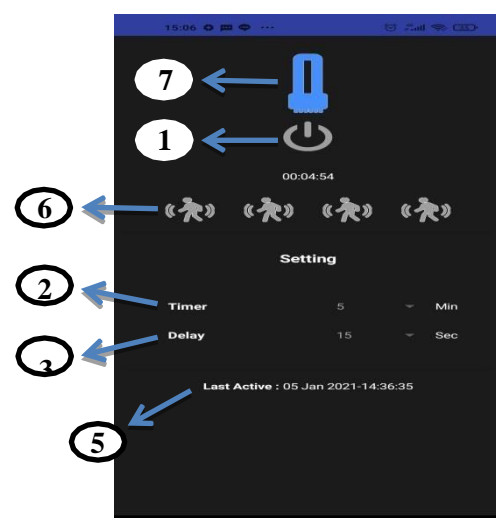 15:06 ...
7
1
00:04:54
6
Setting
2
Timer 5 Min
Delay 15 Sec
3
Last Active : 05 Jan 2021-14:36:35
5